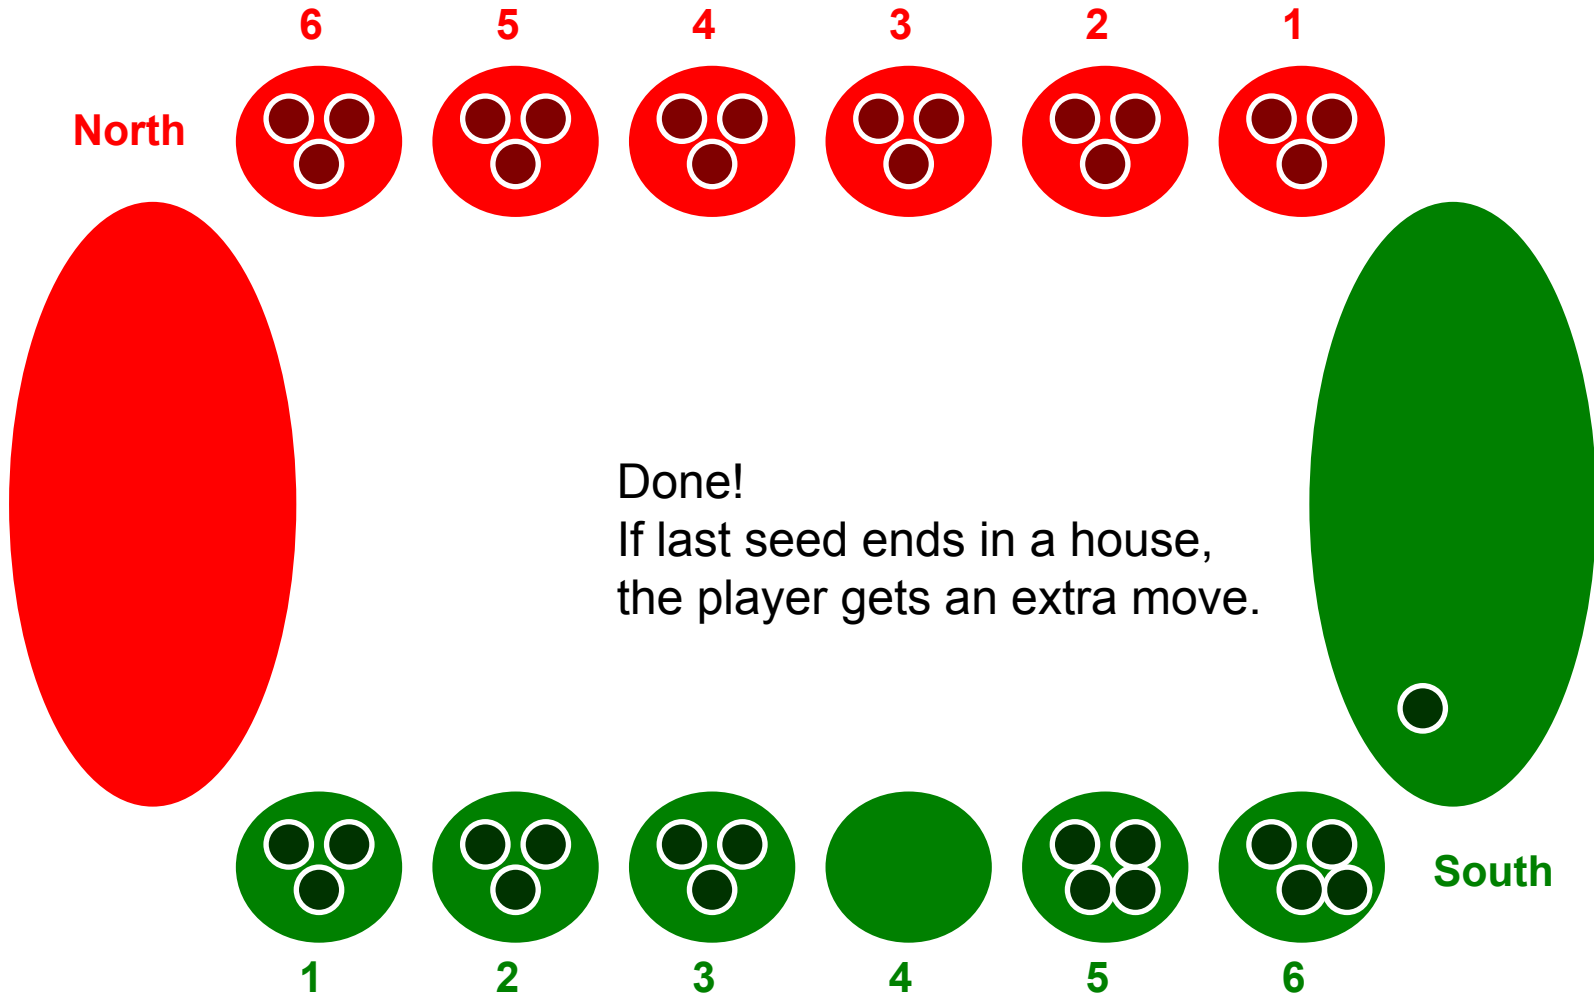 6 5 4 3 2 1
North
Done!
If last seed ends in a house,
the player gets an extra move.
South
1 2 3 4 5 6